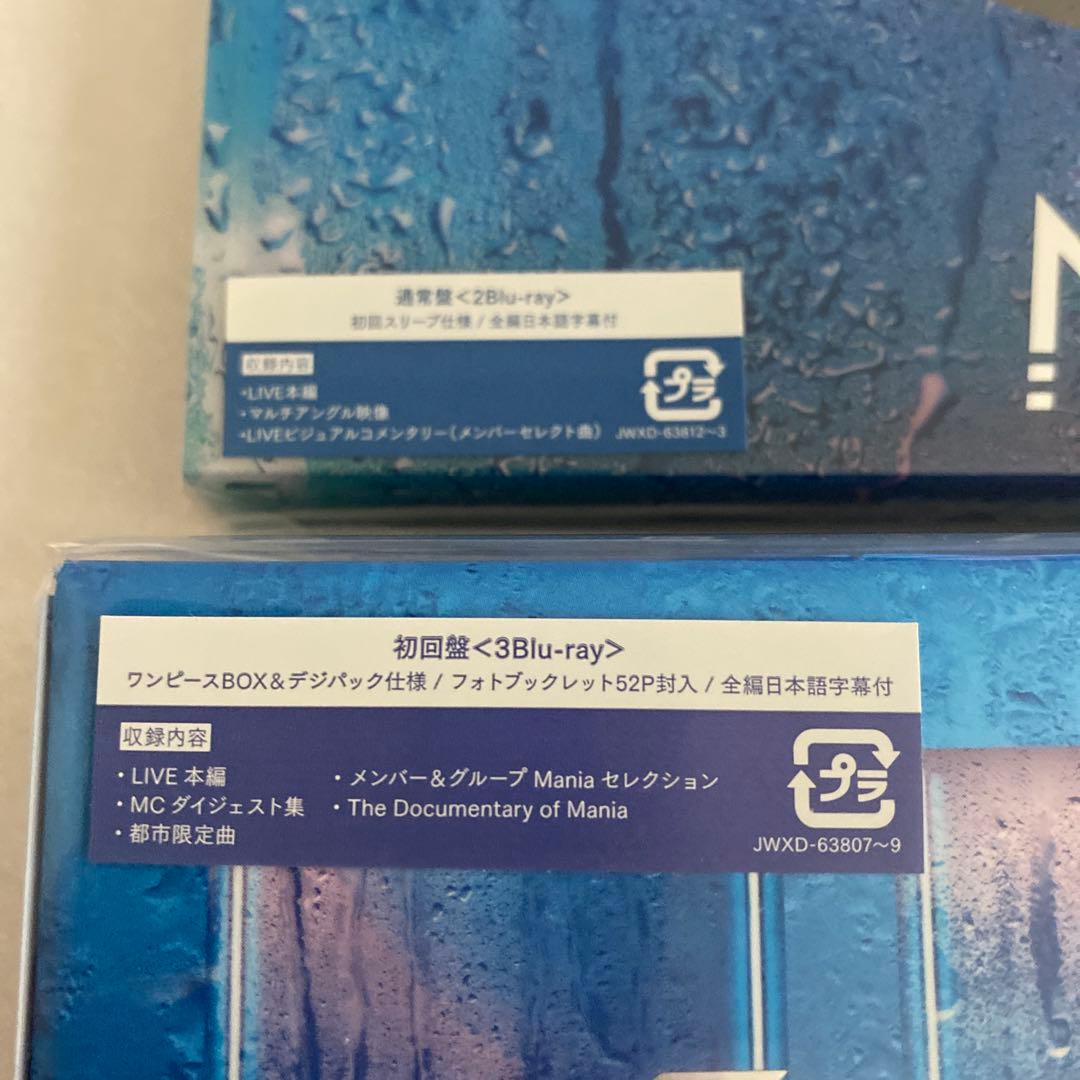 通常盤<2Blu-ray>
初回スリーブ仕様 / 全編日本語字幕付
収録内容
・LIVE本編
・マルチアングル映像
・LIVEビジュアルコメンタリー(メンバーセレクト曲)
プラ
JWXD-63812～3
初回盤<3Blu-ray>
ワンピースBOX&デジパック仕様 / フォトブックレット52P封入 / 全編日本語字幕付
収録内容
・LIVE 本編
・MC ダイジェスト集
・都市限定曲
・メンバー&グループ Mania セレクション
・The Documentary of Mania
プラ
JWXD-63807～9